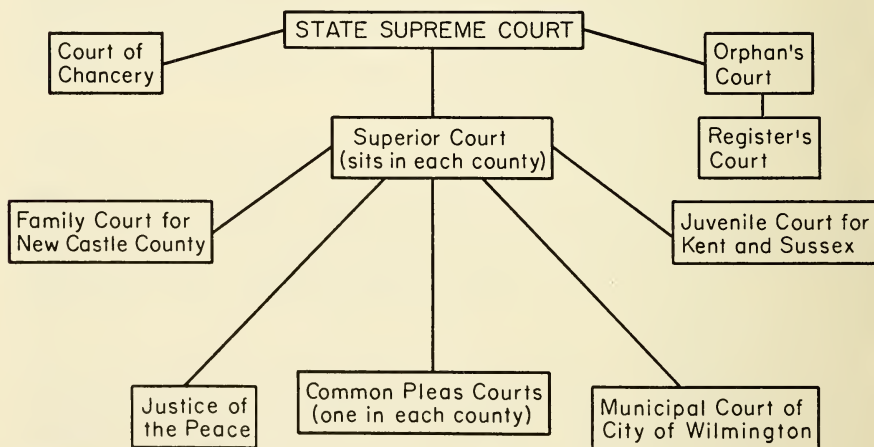 STATE SUPREME COURT
Court of
Chancery
Orphan's
Court
Superior Court
(sits in each county)
Register's
Court
Family Court for
New Castle County
Juvenile Court for
Kent and Sussex
Justice of
the Peace
Common Pleas Courts
(one in each county)
Municipal Court of
City of Wilmington